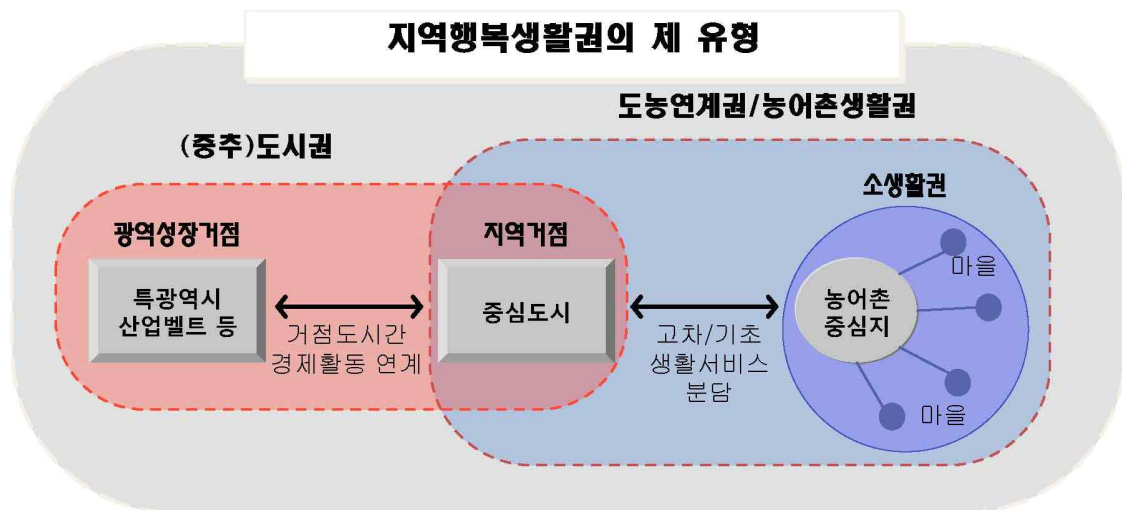 지역행복생활권의 제 유형
도농연계권/농어촌생활권
(중추)도시권
소생활권
광역성장거점
지역거점
마을
특광역시
산업벨트 등
중심도시
농어촌
중심지
거점도시간
경제활동 연계
고차/기초
생활서비스
분담
마을